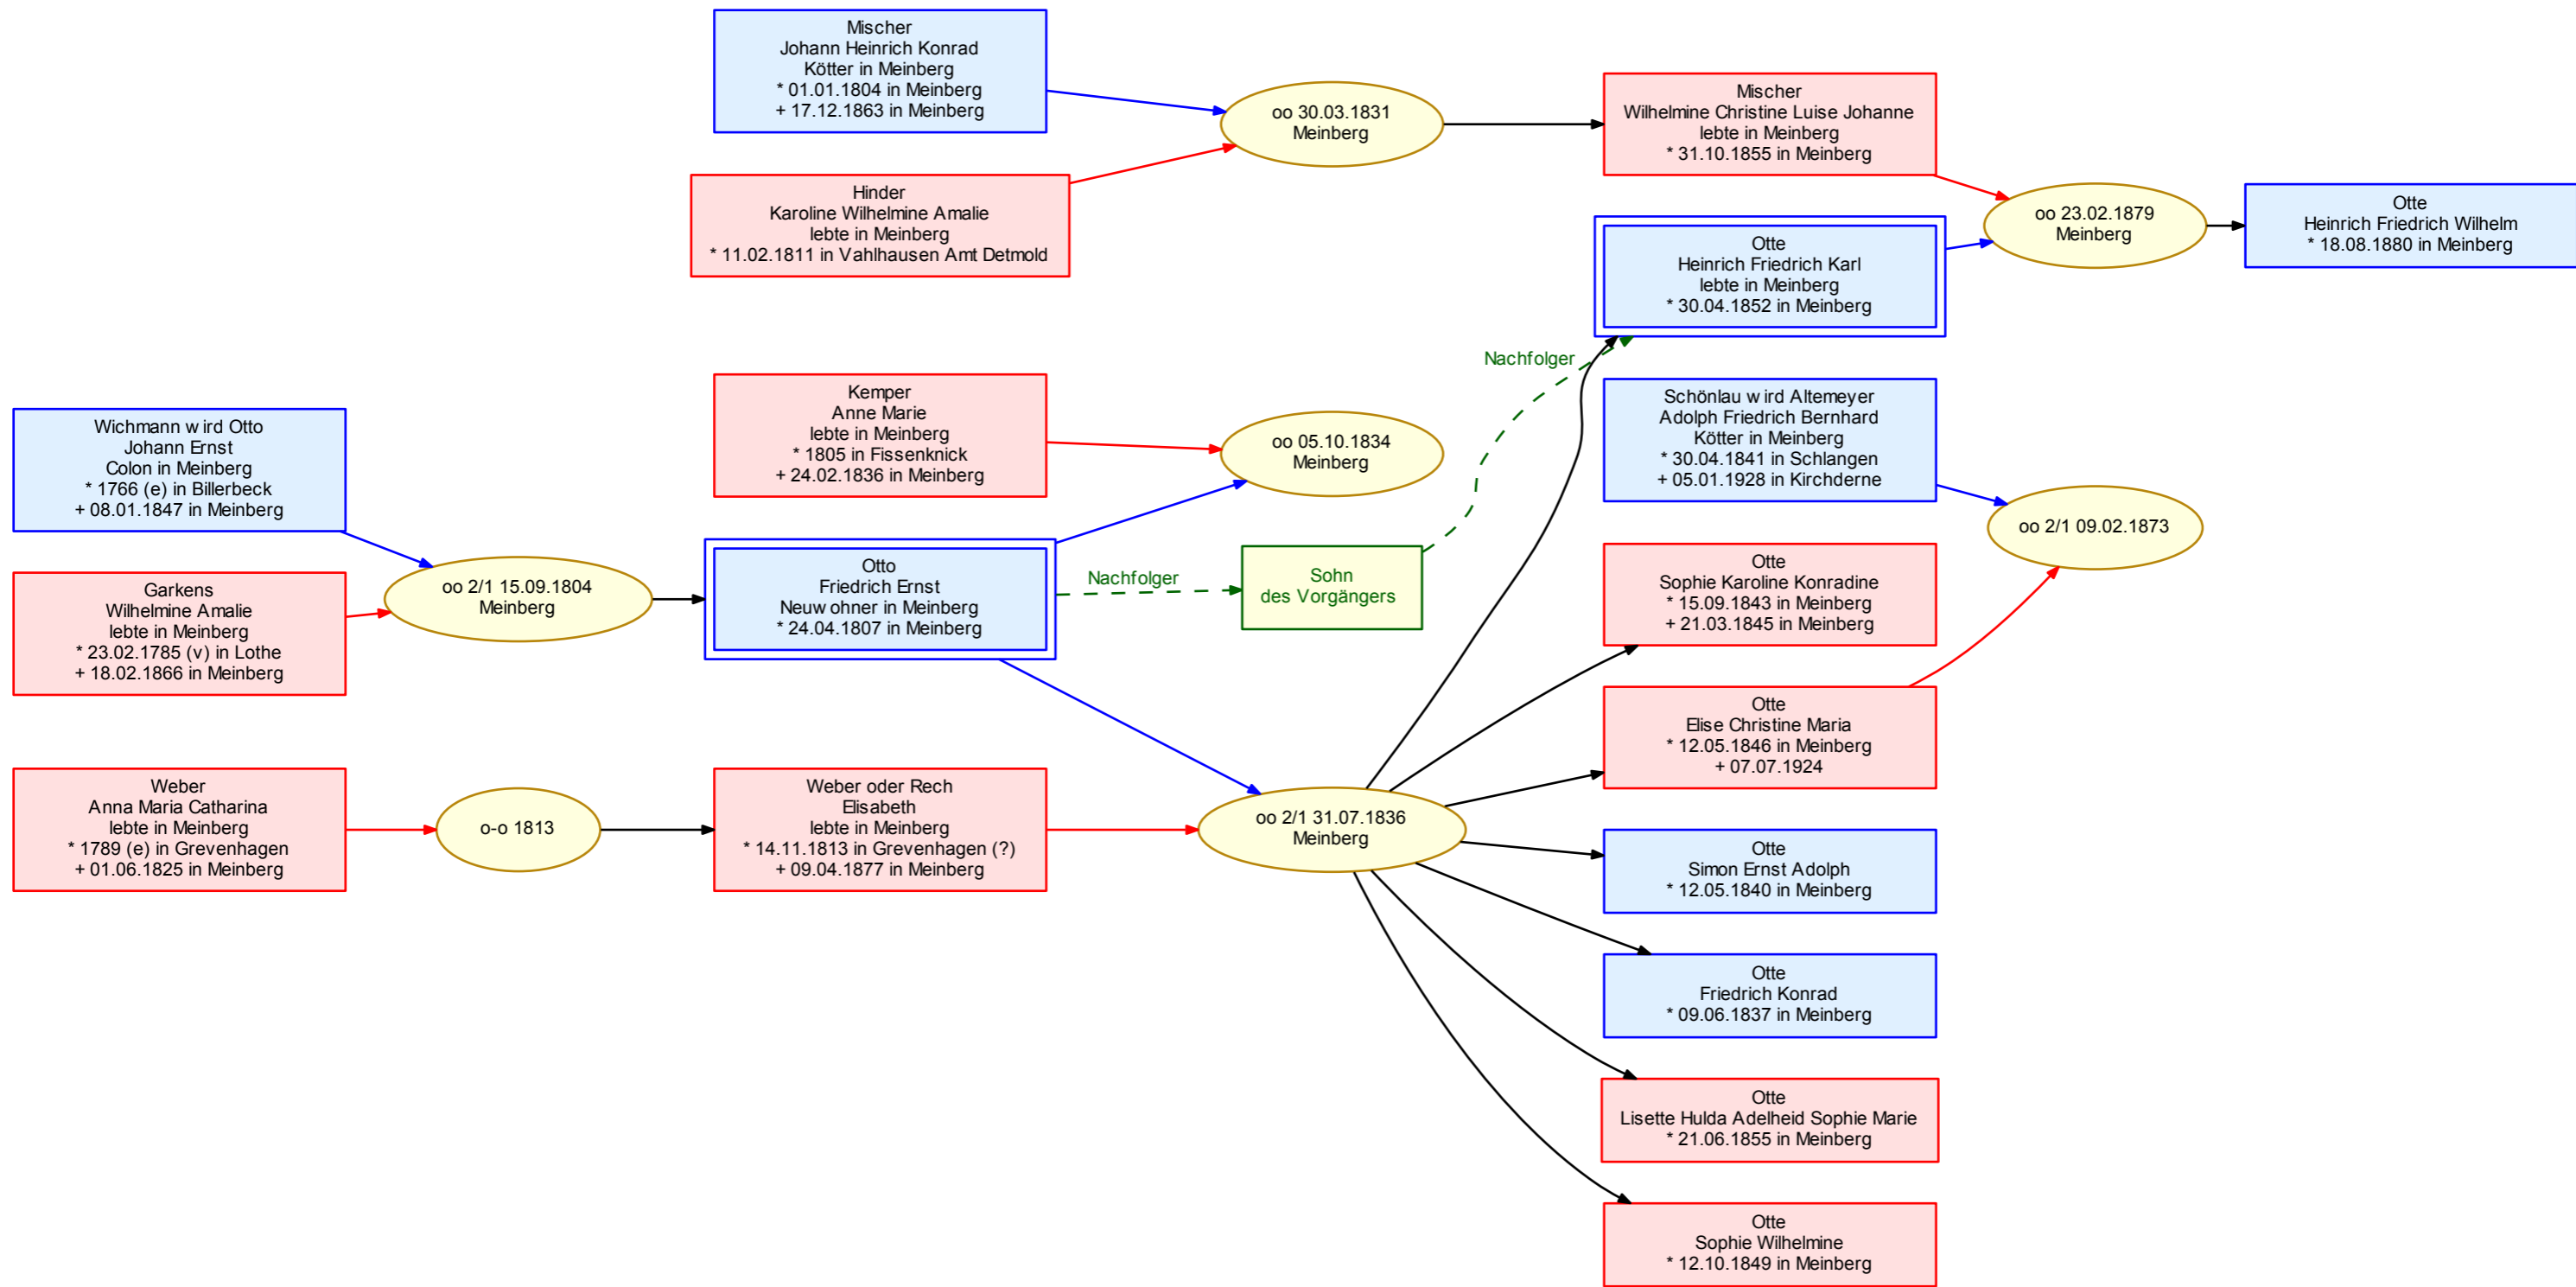 Mischer
Johann Heinrich Konrad
Kötter in Meinberg
* 01.01.1804 in Meinberg
+ 17.12.1863 in Meinberg
oo 30.03.1831
Meinberg
Hinder
Karoline Wilhelmine Amalie
lebte in Meinberg
* 11.02.1811 in Vahlhausen Amt Detmold
Mischer
Wilhelmine Christine Luise Johanne
lebte in Meinberg
* 31.10.1855 in Meinberg
oo 23.02.1879
Meinberg
Otte
Heinrich Friedrich Wilhelm
* 18.08.1880 in Meinberg
Otte
Heinrich Friedrich Karl
lebte in Meinberg
* 30.04.1852 in Meinberg
Nachfolger
Kemper
Anne Marie
lebte in Meinberg
* 1805 in Fissenknick
+ 24.02.1836 in Meinberg
oo 05.10.1834
Meinberg
Schönlau wird Altemeyer
Adolph Friedrich Bernhard
Kötter in Meinberg
* 30.04.1841 in Schlangen
+ 05.01.1928 in Kirchderne
oo 2/1 09.02.1873
Wichmann wird Otto
Johann Ernst
Colon in Meinberg
* 1766 (e) in Billerbeck
+ 08.01.1847 in Meinberg
Garkens
Wilhelmine Amalie
lebte in Meinberg
* 23.02.1785 (v) in Lothe
+ 18.02.1866 in Meinberg
oo 2/1 15.09.1804
Meinberg
Otto
Friedrich Ernst
Neuwohner in Meinberg
* 24.04.1807 in Meinberg
Nachfolger
Sohn
des Vorgängers
Otte
Sophie Karoline Konradine
* 15.09.1843 in Meinberg
+ 21.03.1845 in Meinberg
Otte
Elise Christine Maria
* 12.05.1846 in Meinberg
+ 07.07.1924
Weber
Anna Maria Catharina
lebte in Meinberg
* 1789 (e) in Grevenhagen
+ 01.06.1825 in Meinberg
o-o 1813
Weber oder Rech
Elisabeth
lebte in Meinberg
* 14.11.1813 in Grevenhagen (?)
+ 09.04.1877 in Meinberg
oo 2/1 31.07.1836
Meinberg
Otte
Simon Ernst Adolph
* 12.05.1840 in Meinberg
Otte
Friedrich Konrad
* 09.06.1837 in Meinberg
Otte
Lisette Hulda Adelheid Sophie Marie
* 21.06.1855 in Meinberg
Otte
Sophie Wilhelmine
* 12.10.1849 in Meinberg